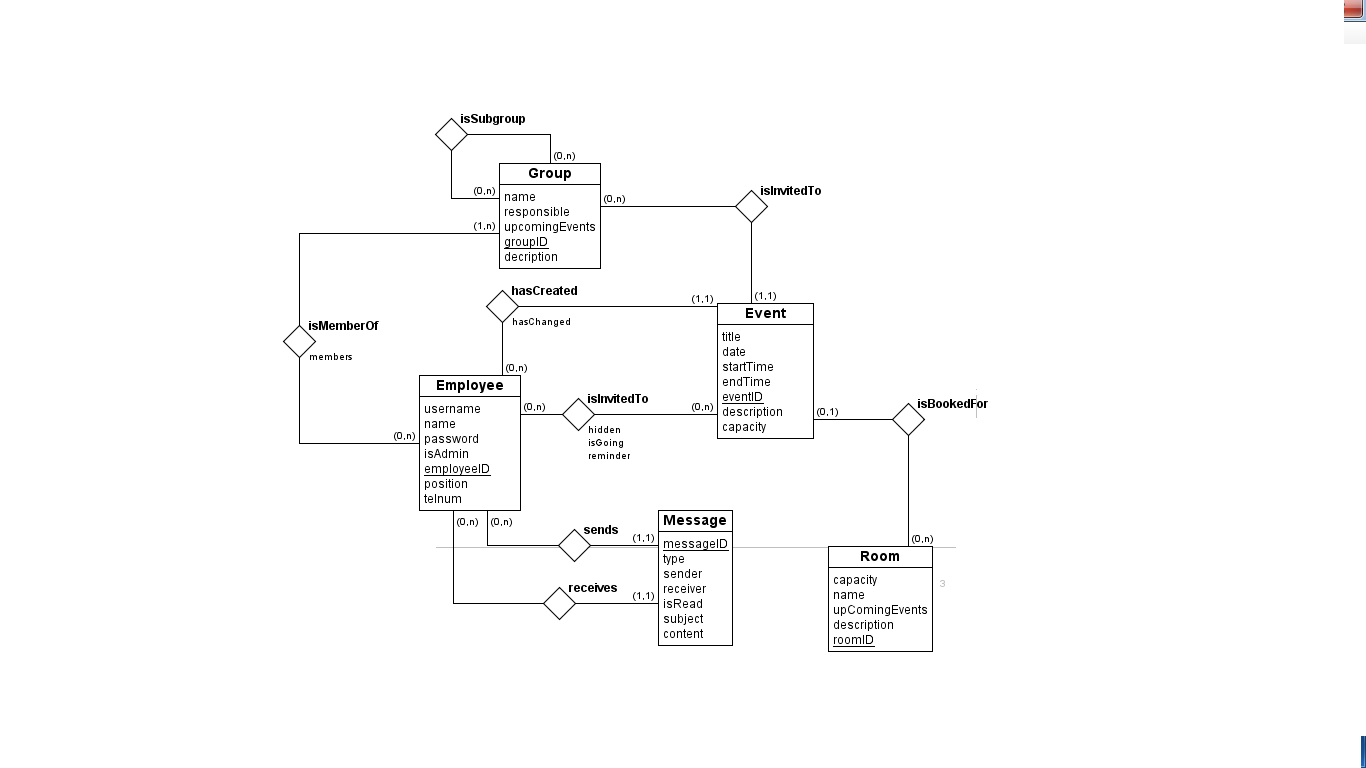 isSubgroup
(0,n)
Group
(0,n)
name
responsible
upcomingEvents
groupID
decription
(0,n)
isInvitedTo
(1,n)
(1,1)
hasCreated
hasChanged
(1,1)
Event
title
date
startTime
endTime
eventID
description
capacity
isMemberOf
members
(0,n)
Employee
username
name
password
isAdmin
employeeID
position
telnum
(0,n)
isInvitedTo
(0,n)
hidden
isGoing
reminder
(0,1)
isBookedFor
(0,n)
(0,n)
(0,n)
sends
(1,1)
Message
messageID
type
sender
receiver
isRead
subject
content
receives
(1,1)
(0,n)
Room
capacity
name
upComingEvents
description
roomID
3